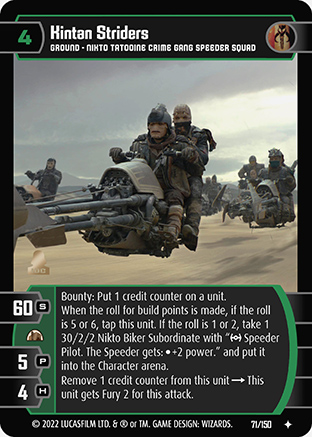 4
Kintan Striders
GROUND - NIKTO TATOOINE CRIME GANG SPEEDER SQUAD
60 S
5 P
4 H
Bounty: Put 1 credit counter on a unit.
When the roll for build points is made, if the roll
is 5 or 6, tap this unit. If the roll is 1 or 2, take 1
30/2/2 Nikto Biker Subordinate with "Speeder
Pilot. The Speeder gets: •+2 power." and put it
into the Character arena.
Remove 1 credit counter from this unit → This
unit gets Fury 2 for this attack.
© 2022 LUCASFILM LTD. & ® or TM. GAME DESIGN: WIZARDS.
71/150